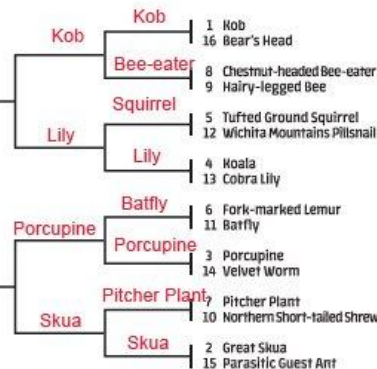 Kob
1 Kob
16 Bear's Head
Kob
Bee-eater
8 Chestnut-headed Bee-eater
9 Hairy-legged Bee
Squirrel
5 Tufted Ground Squirrel
12 Wichita Mountains Pillsnail
Lily
Lily
4 Koala
13 Cobra Lily
Batfly
6 Fork-marked Lemur
11 Batfly
Porcupine
Porcupine
3 Porcupine
14 Velvet Worm
Pitcher Plant
7 Pitcher Plant
10 Northern Short-tailed Shrew
Skua
Skua
2 Great Skua
15 Parasitic Guest Ant